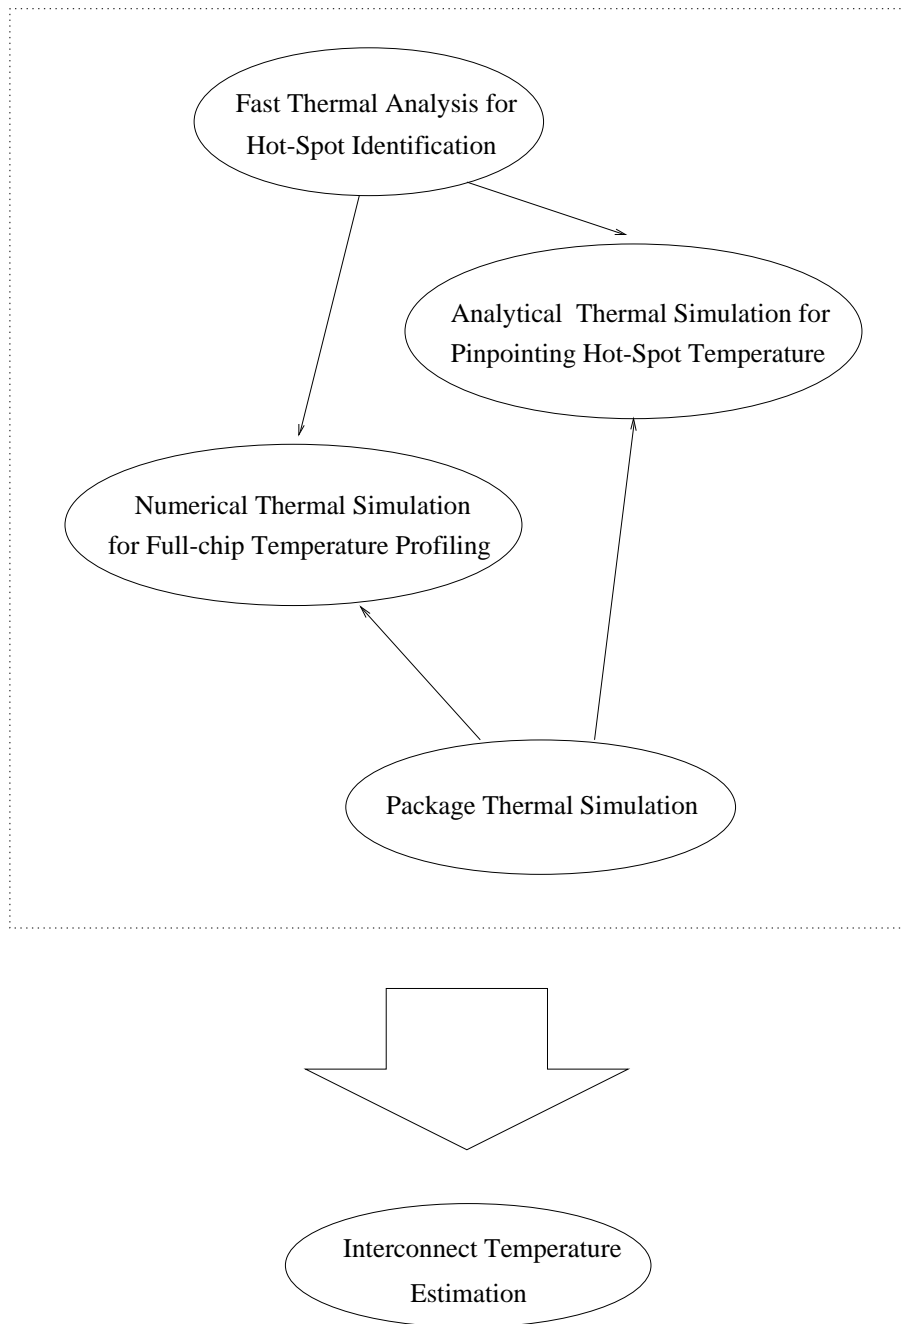 Fast Thermal Analysis for
Hot-Spot Identification
Analytical Thermal Simulation for
Pinpointing Hot-Spot Temperature
Numerical Thermal Simulation
for Full-chip Temperature Profiling
Package Thermal Simulation
Interconnect Temperature
Estimation